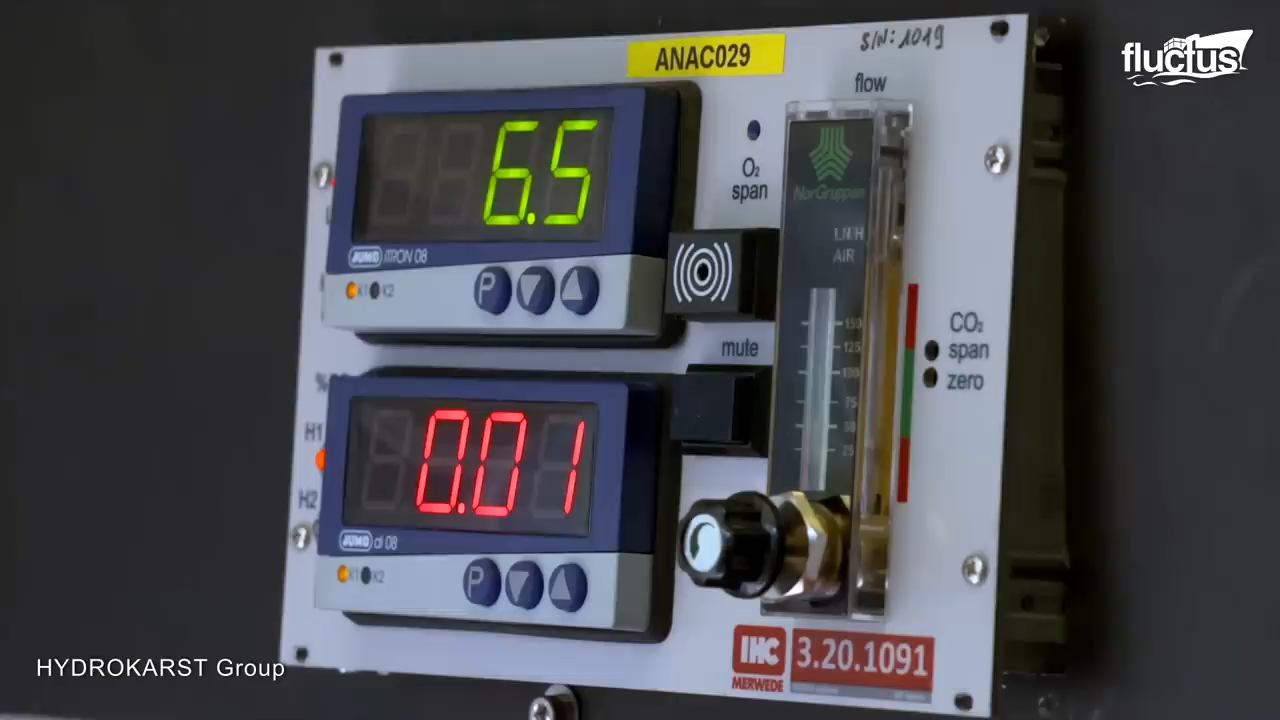 S/N: 1019
fluctus
ANAC029
flow
6.5
O₂
span
NorGruppen
LN/H
AIR
JUMO iTRON 08
K1 K2
P
mute
150
125
100
75
50
25
CO₂
span
zero
H1
0.01
H2
JUMO di 08
K1 K2
P
IHC
MERWEDE
3.20.1091
HYDROKARST Group